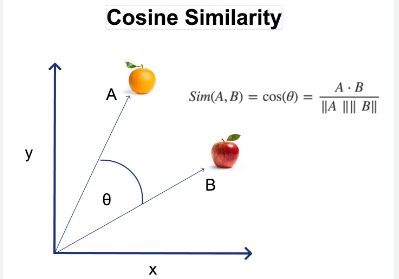 Cosine Similarity
A
Sim(A, B) = cos(θ) = A · B / ‖A ‖‖ B‖
y
B
θ
x